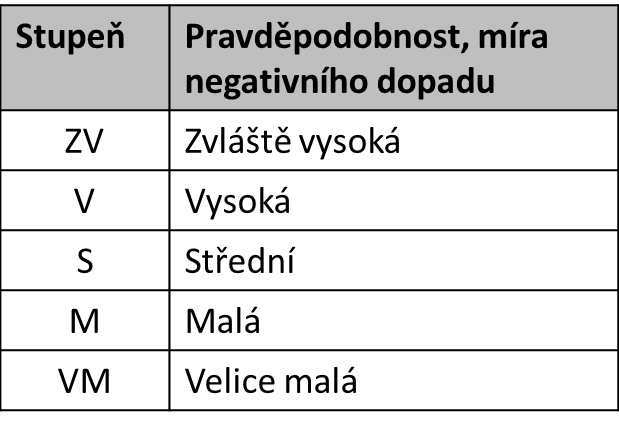 Stupeň
Pravděpodobnost, míra
negativního dopadu
ZV Zvláště vysoká
V Vysoká
S Střední
M Malá
VM Velice malá